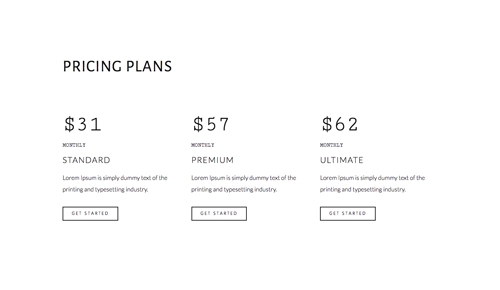 PRICING PLANS
$31
MONTHLY
STANDARD
Lorem Ipsum is simply dummy text of the
printing and typesetting industry.
GET STARTED
$57
MONTHLY
PREMIUM
Lorem Ipsum is simply dummy text of the
printing and typesetting industry.
GET STARTED
$62
MONTHLY
ULTIMATE
Lorem Ipsum is simply dummy text of the
printing and typesetting industry.
GET STARTED